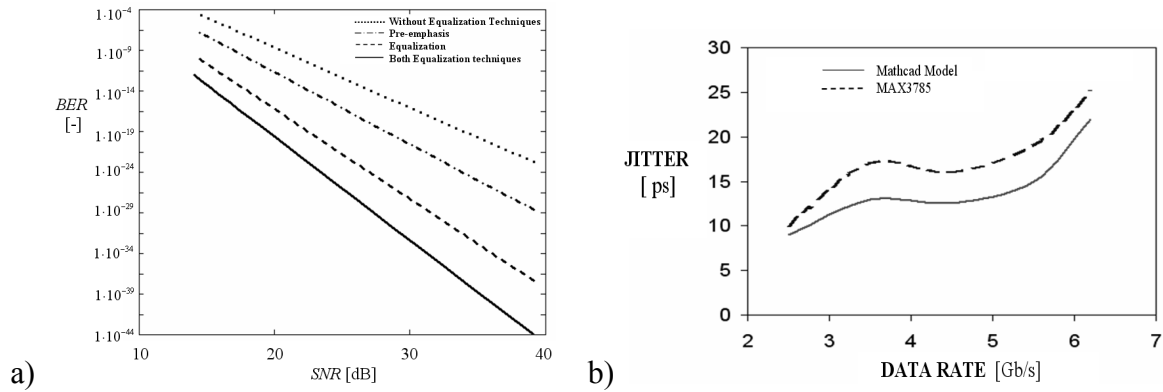 1·10⁻⁴
1·10⁻⁹
1·10⁻¹⁴
1·10⁻¹⁹
1·10⁻²⁴
1·10⁻²⁹
1·10⁻³⁴
1·10⁻³⁹
1·10⁻⁴⁴
BER
[-]
Without Equalization Techniques
Pre-emphasis
Equalization
Both Equalization techniques
10
20
30
40
SNR [dB]
a)
30
25
20
15
10
5
0
JITTER
[ ps]
Mathcad Model
MAX3785
2
3
4
5
6
7
DATA RATE [Gb/s]
b)